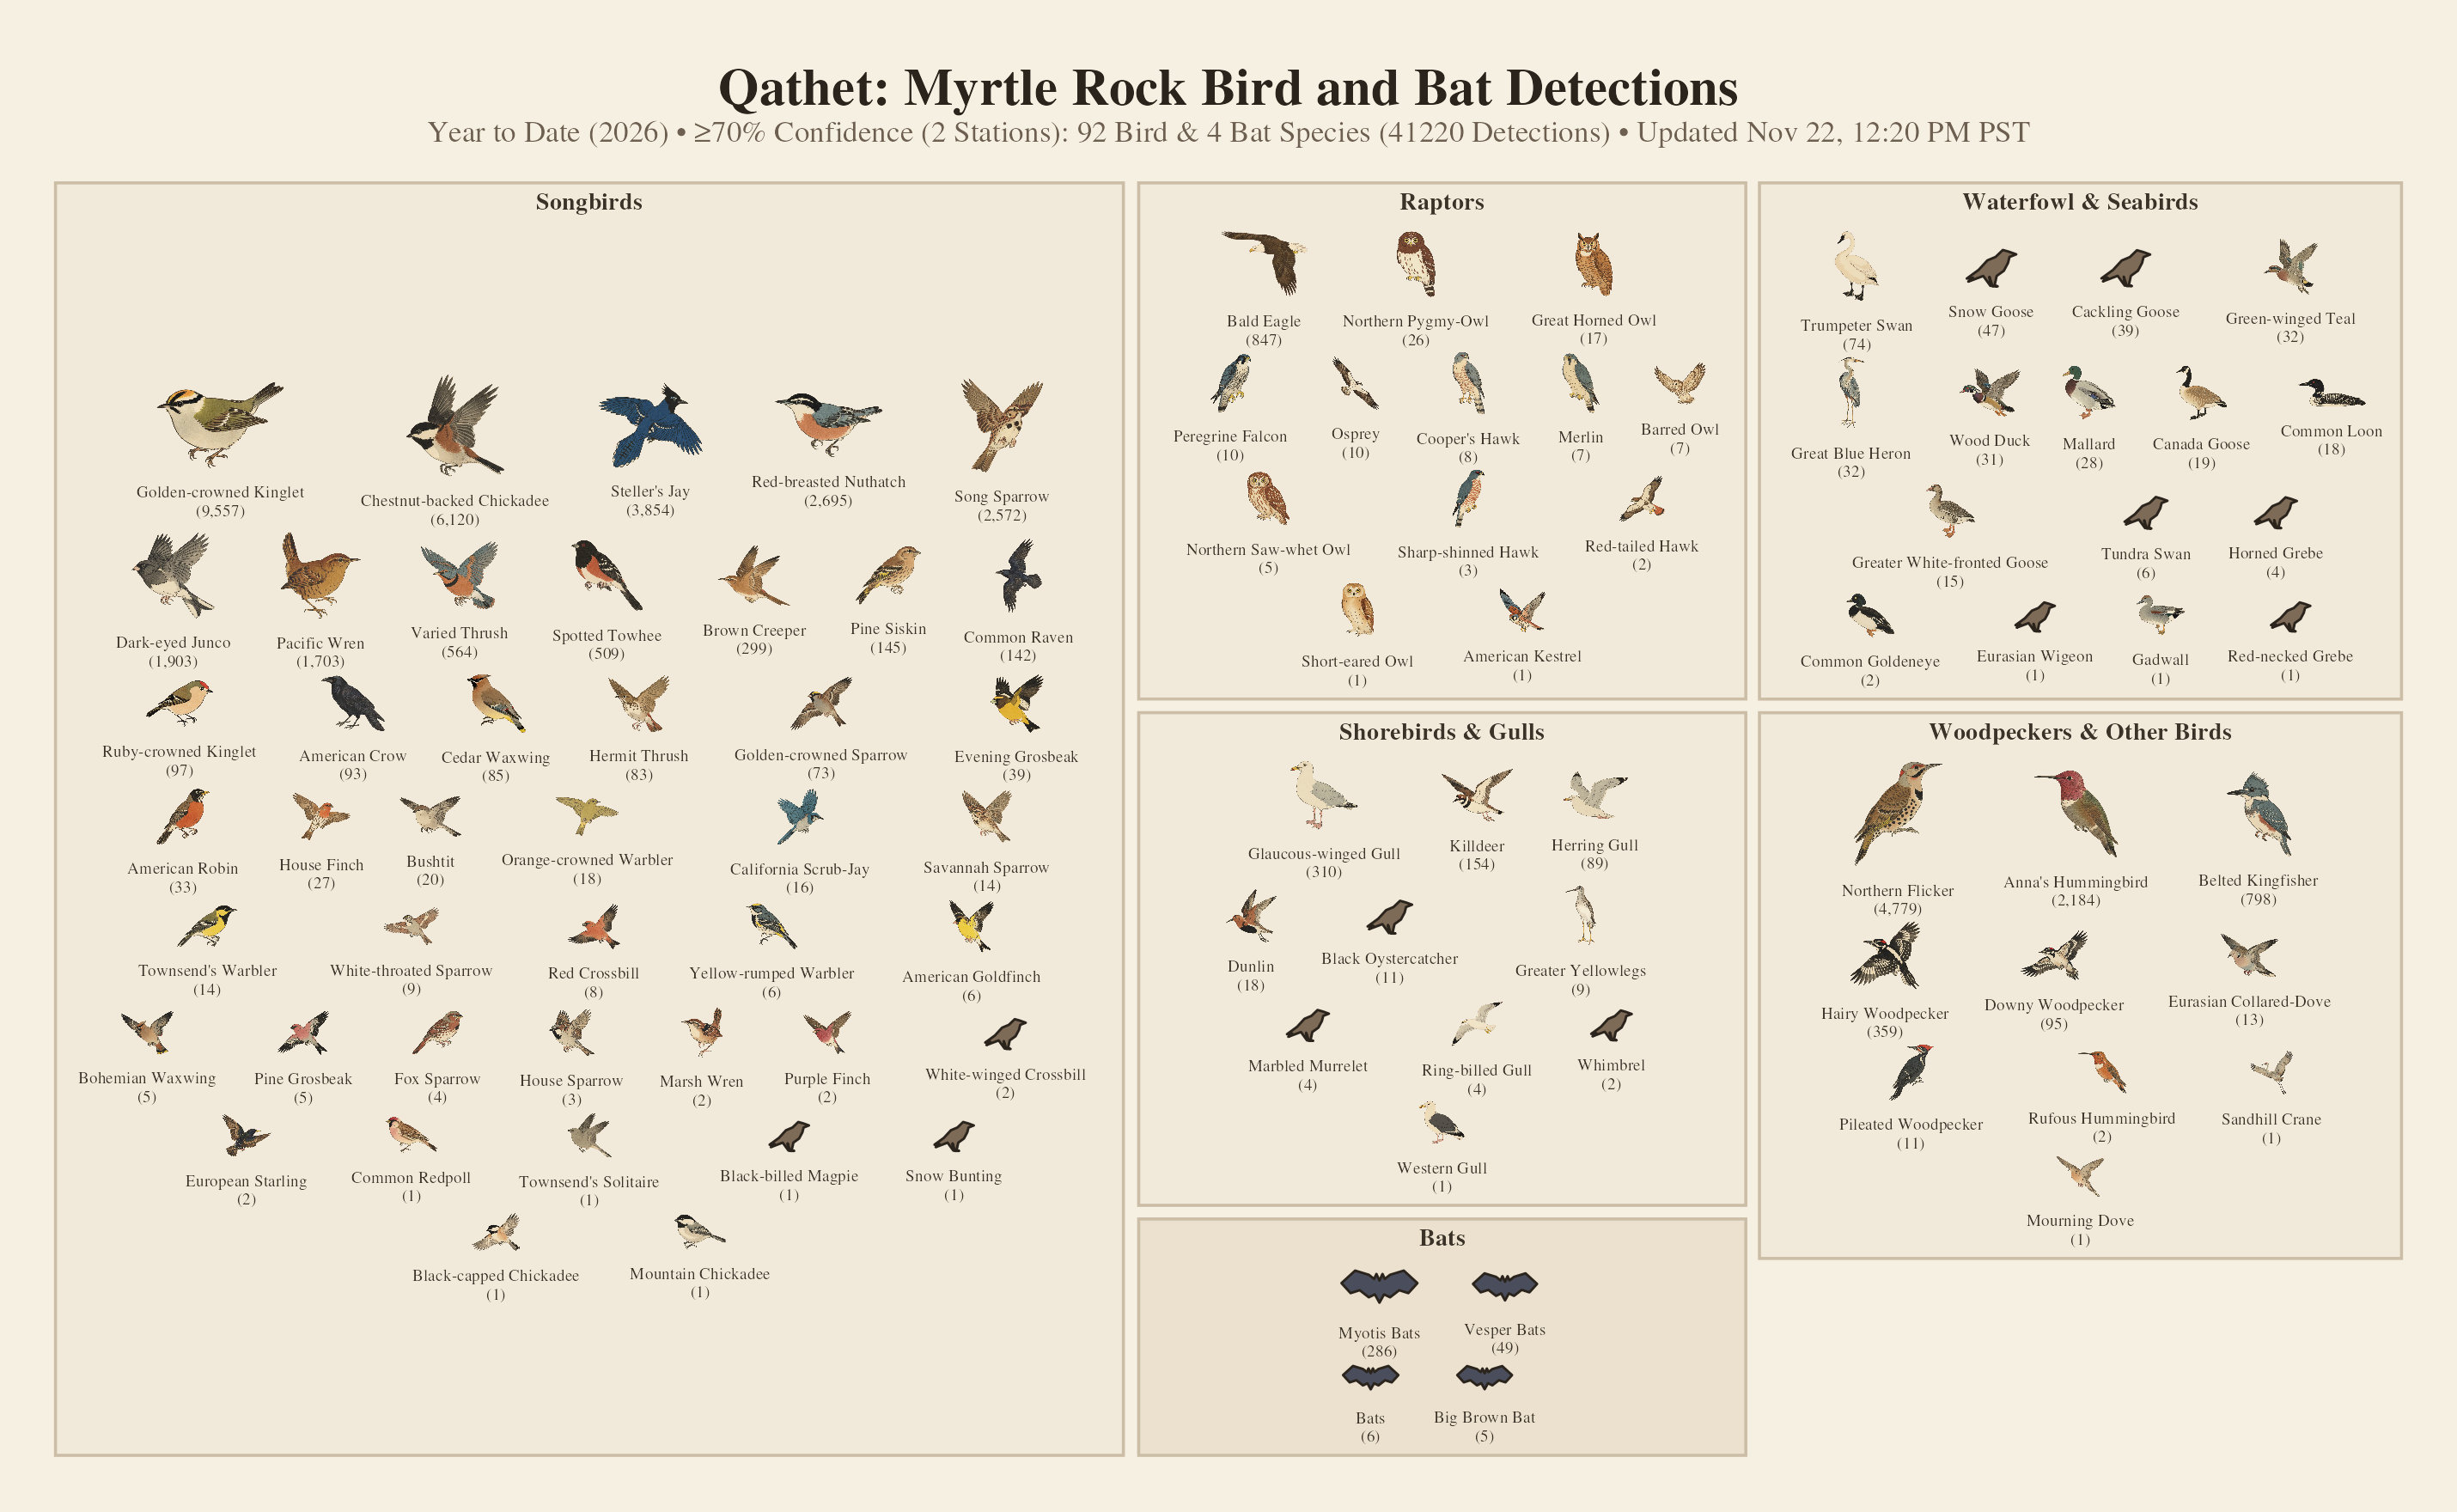 Qathet: Myrtle Rock Bird and Bat Detections
Year to Date (2026) • ≥70% Confidence (2 Stations): 92 Bird & 4 Bat Species (41220 Detections) • Updated Nov 22, 12:20 PM PST
Songbirds
Golden-crowned Kinglet
(9,557)
Chestnut-backed Chickadee
(6,120)
Steller's Jay
(3,854)
Red-breasted Nuthatch
(2,695)
Song Sparrow
(2,572)
Dark-eyed Junco
(1,903)
Pacific Wren
(1,703)
Varied Thrush
(564)
Spotted Towhee
(509)
Brown Creeper
(299)
Pine Siskin
(145)
Common Raven
(142)
Ruby-crowned Kinglet
(97)
American Crow
(93)
Cedar Waxwing
(85)
Hermit Thrush
(83)
Golden-crowned Sparrow
(73)
Evening Grosbeak
(39)
American Robin
(33)
House Finch
(27)
Bushtit
(20)
Orange-crowned Warbler
(18)
California Scrub-Jay
(16)
Savannah Sparrow
(14)
Townsend's Warbler
(14)
White-throated Sparrow
(9)
Red Crossbill
(8)
Yellow-rumped Warbler
(6)
American Goldfinch
(6)
Bohemian Waxwing
(5)
Pine Grosbeak
(5)
Fox Sparrow
(4)
House Sparrow
(3)
Marsh Wren
(2)
Purple Finch
(2)
White-winged Crossbill
(2)
European Starling
(2)
Common Redpoll
(1)
Townsend's Solitaire
(1)
Black-billed Magpie
(1)
Snow Bunting
(1)
Black-capped Chickadee
(1)
Mountain Chickadee
(1)
Raptors
Bald Eagle
(847)
Northern Pygmy-Owl
(26)
Great Horned Owl
(17)
Peregrine Falcon
(10)
Osprey
(10)
Cooper's Hawk
(8)
Merlin
(7)
Barred Owl
(7)
Northern Saw-whet Owl
(5)
Sharp-shinned Hawk
(3)
Red-tailed Hawk
(2)
Short-eared Owl
(1)
American Kestrel
(1)
Waterfowl & Seabirds
Trumpeter Swan
(74)
Snow Goose
(47)
Cackling Goose
(39)
Green-winged Teal
(32)
Great Blue Heron
(32)
Wood Duck
(31)
Mallard
(28)
Canada Goose
(19)
Common Loon
(18)
Greater White-fronted Goose
(15)
Tundra Swan
(6)
Horned Grebe
(4)
Common Goldeneye
(2)
Eurasian Wigeon
(1)
Gadwall
(1)
Red-necked Grebe
(1)
Shorebirds & Gulls
Glaucous-winged Gull
(310)
Killdeer
(154)
Herring Gull
(89)
Dunlin
(18)
Black Oystercatcher
(11)
Greater Yellowlegs
(9)
Marbled Murrelet
(4)
Ring-billed Gull
(4)
Whimbrel
(2)
Western Gull
(1)
Woodpeckers & Other Birds
Northern Flicker
(4,779)
Anna's Hummingbird
(2,184)
Belted Kingfisher
(798)
Hairy Woodpecker
(359)
Downy Woodpecker
(95)
Eurasian Collared-Dove
(13)
Pileated Woodpecker
(11)
Rufous Hummingbird
(2)
Sandhill Crane
(1)
Mourning Dove
(1)
Bats
Myotis Bats
(286)
Vesper Bats
(49)
Bats
(6)
Big Brown Bat
(5)